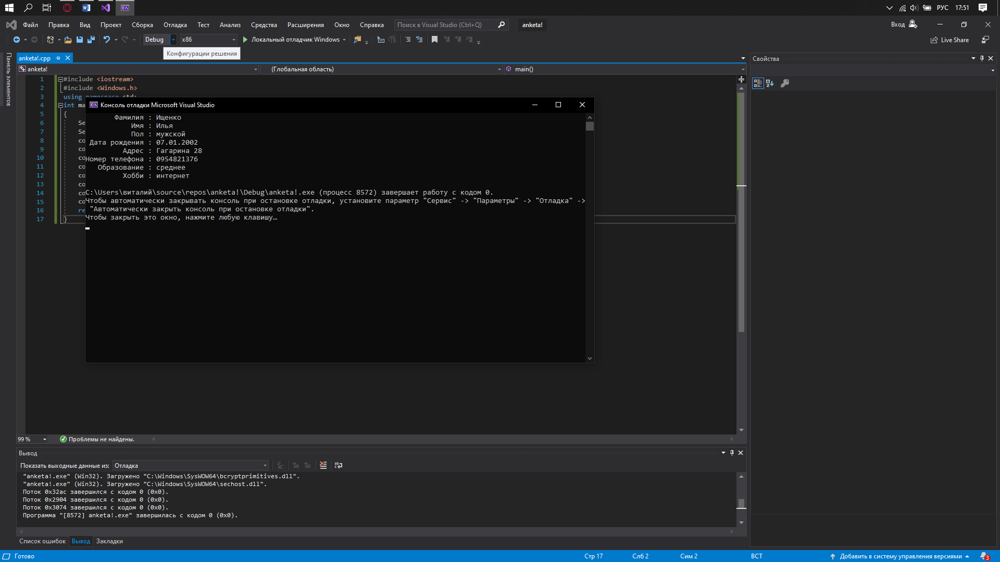 РУС 17:51
Файл Правка Вид Проект Сборка Отладка Тест Анализ Средства Расширения Окно Справка Поиск в Visual Studio (Ctrl+Q) anketa! Вход
Debug x86 Локальный отладчик Windows Live Share
Конфигурации решения
Панель элементов
anketa!.cpp
anketa! (Глобальная область) main()
1 #include <iostream>
2 #include <Windows.h>
3 using namespace std;
4 int ma
5 {
6 Se
7 Se
8 co
9 co
10 co
11 co
12 co
13 co
14 co
15 co
16 re
17 }
Консоль отладки Microsoft Visual Studio
Фамилия : Ищенко
Имя : Илья
Пол : мужской
Дата рождения : 07.01.2002
Адрес : Гагарина 28
Номер телефона : 0954821376
Образование : среднее
Хобби : интернет
C:\Users\виталий\source\repos\anketa!\Debug\anketa!.exe (процесс 8572) завершает работу с кодом 0.
Чтобы автоматически закрывать консоль при остановке отладки, установите параметр "Сервис" -> "Параметры" -> "Отладка" ->
"Автоматически закрыть консоль при остановке отладки".
Чтобы закрыть это окно, нажмите любую клавишу…
Свойства
99 % Проблемы не найдены.
Вывод
Показать выходные данные из: Отладка
"anketa!.exe" (Win32). Загружено "C:\Windows\SysWOW64\bcryptprimitives.dll".
"anketa!.exe" (Win32). Загружено "C:\Windows\SysWOW64\sechost.dll".
Поток 0x32ac завершился с кодом 0 (0x0).
Поток 0x2904 завершился с кодом 0 (0x0).
Поток 0x3074 завершился с кодом 0 (0x0).
Программа "[8572] anketa!.exe" завершилась с кодом 0 (0x0).
Список ошибок Вывод Закладки
Готово Стр 17 Слб 2 Сим 2 ВСТ Добавить в систему управления версиями 3